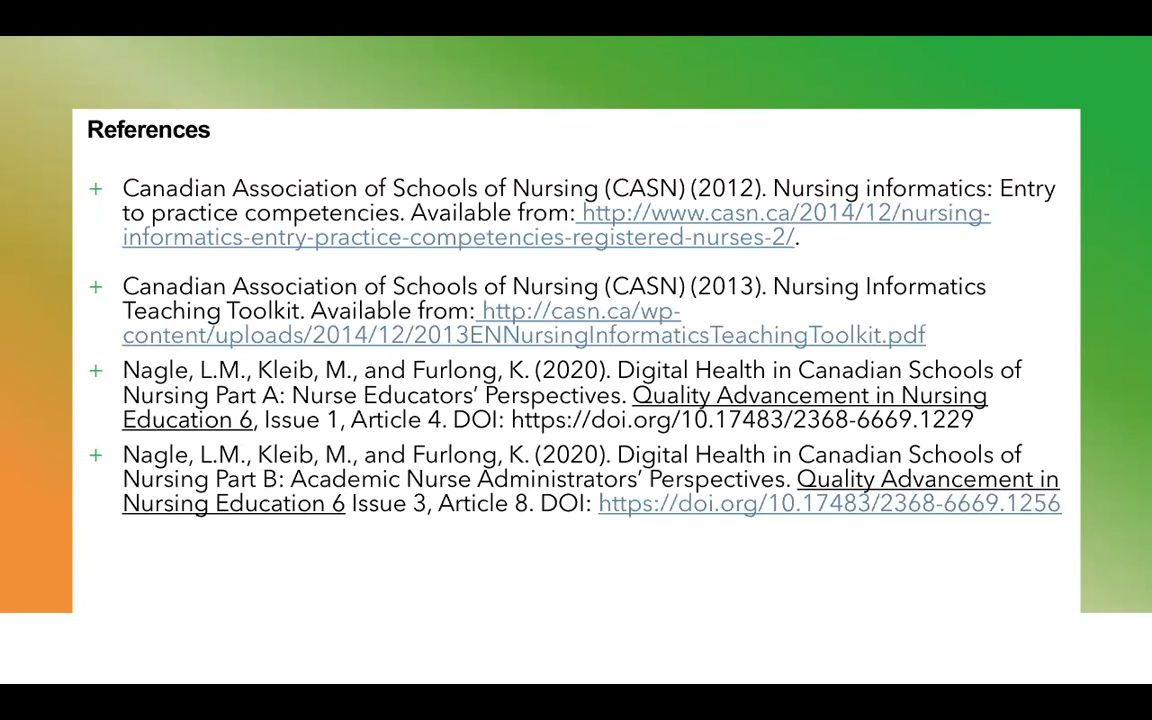 References
+ Canadian Association of Schools of Nursing (CASN) (2012). Nursing informatics: Entry
to practice competencies. Available from: http://www.casn.ca/2014/12/nursing-
informatics-entry-practice-competencies-registered-nurses-2/.
+ Canadian Association of Schools of Nursing (CASN) (2013). Nursing Informatics
Teaching Toolkit. Available from: http://casn.ca/wp-
content/uploads/2014/12/2013ENNursingInformaticsTeachingToolkit.pdf
+ Nagle, L.M., Kleib, M., and Furlong, K. (2020). Digital Health in Canadian Schools of
Nursing Part A: Nurse Educators’ Perspectives. Quality Advancement in Nursing
Education 6, Issue 1, Article 4. DOI: https://doi.org/10.17483/2368-6669.1229
+ Nagle, L.M., Kleib, M., and Furlong, K. (2020). Digital Health in Canadian Schools of
Nursing Part B: Academic Nurse Administrators’ Perspectives. Quality Advancement in
Nursing Education 6 Issue 3, Article 8. DOI: https://doi.org/10.17483/2368-6669.1256